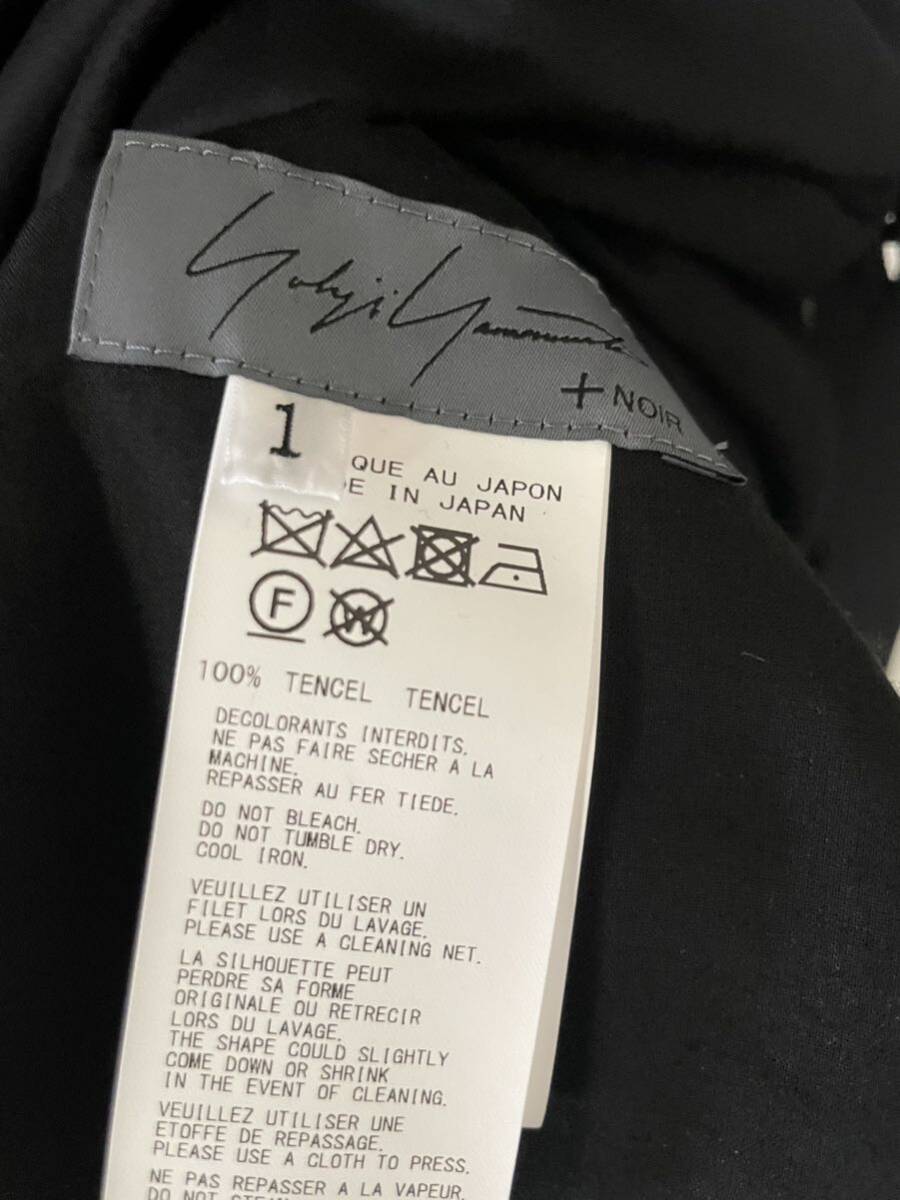 Yohji Yamamoto
+ NOIR
1
QUE AU JAPON
E IN JAPAN
F
W
100% TENCEL TENCEL
DECOLORANTS INTERDITS.
NE PAS FAIRE SECHER A LA
MACHINE.
REPASSER AU FER TIEDE.
DO NOT BLEACH.
DO NOT TUMBLE DRY.
COOL IRON.
VEUILLEZ UTILISER UN
FILET LORS DU LAVAGE.
PLEASE USE A CLEANING NET.
LA SILHOUETTE PEUT
PERDRE SA FORME
ORIGINALE OU RETRECIR
LORS DU LAVAGE.
THE SHAPE COULD SLIGHTLY
COME DOWN OR SHRINK
IN THE EVENT OF CLEANING.
VEUILLEZ UTILISER UNE
ETOFFE DE REPASSAGE.
PLEASE USE A CLOTH TO PRESS.
NE PAS REPASSER A LA VAPEUR.
DO NOT